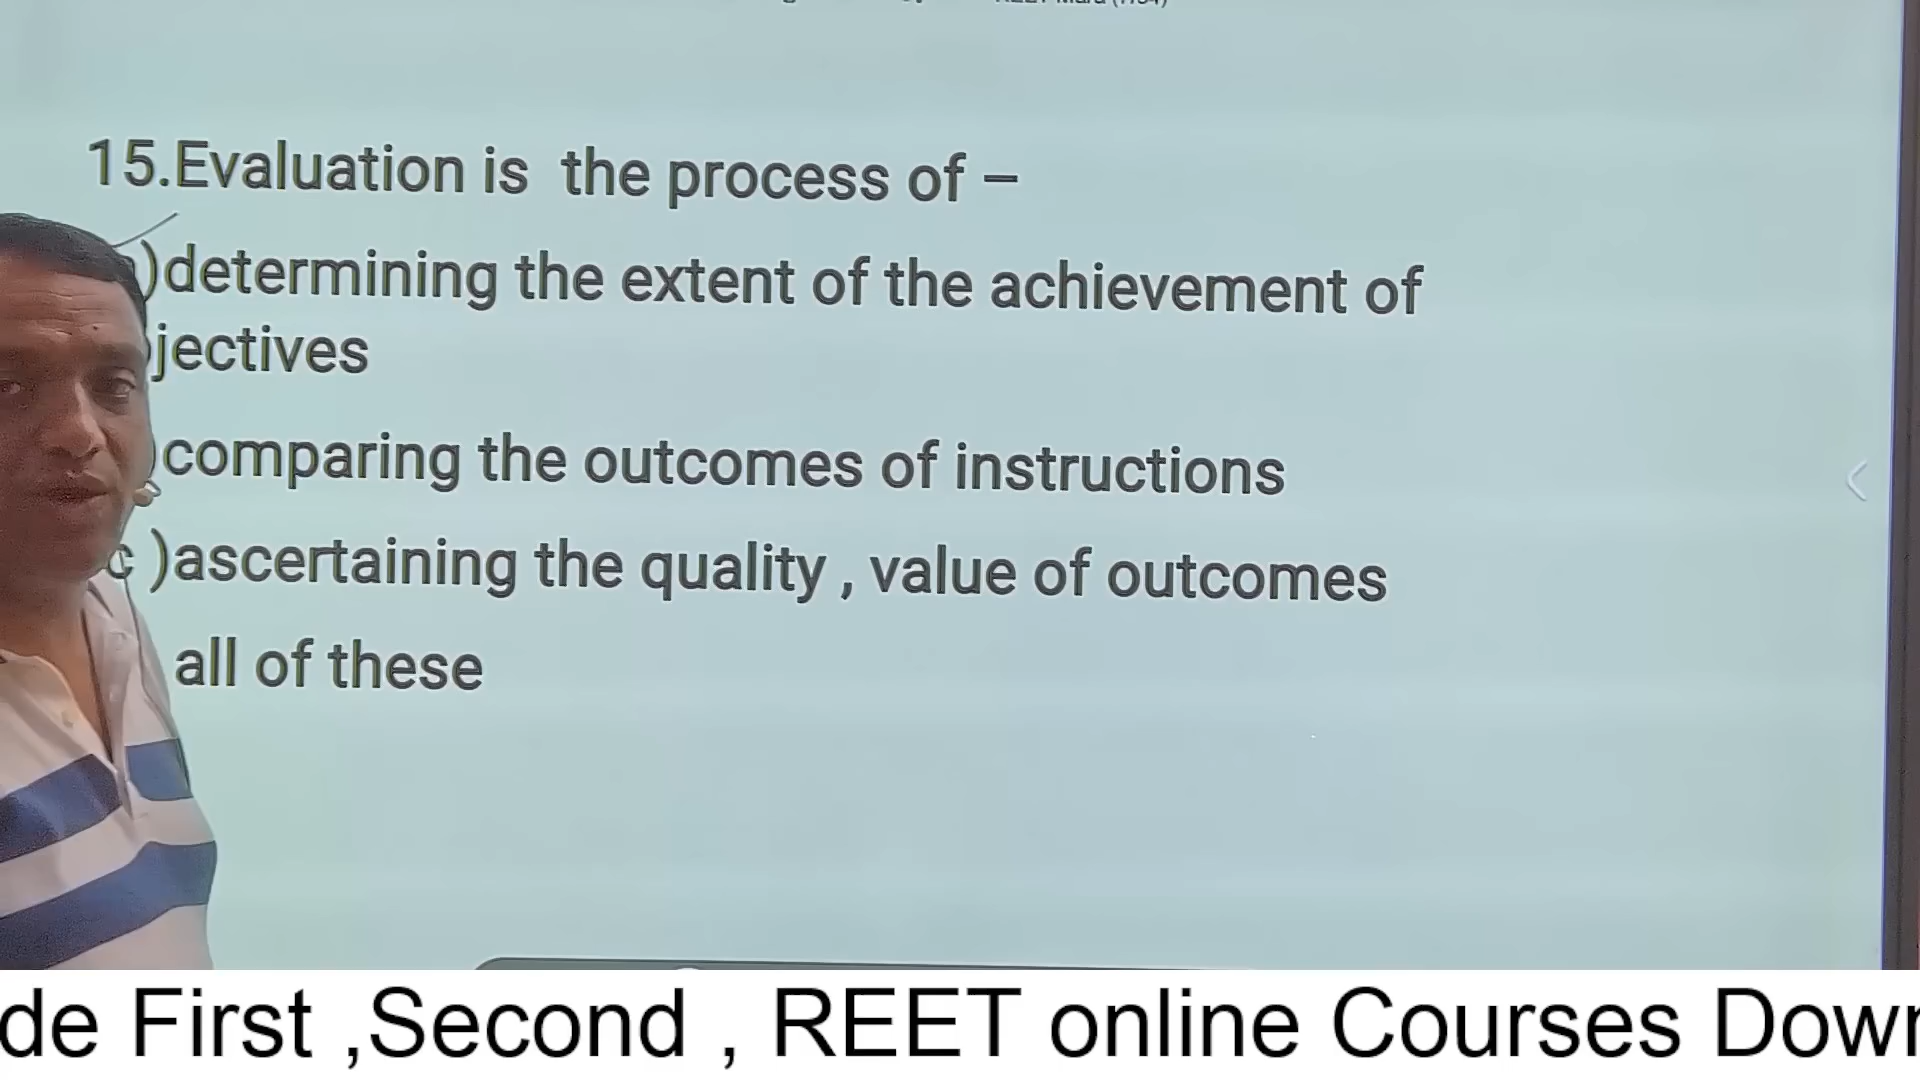 15.Evaluation is the process of –
)determining the extent of the achievement of
jectives
)comparing the outcomes of instructions
c )ascertaining the quality , value of outcomes
all of these
de First ,Second , REET online Courses Down